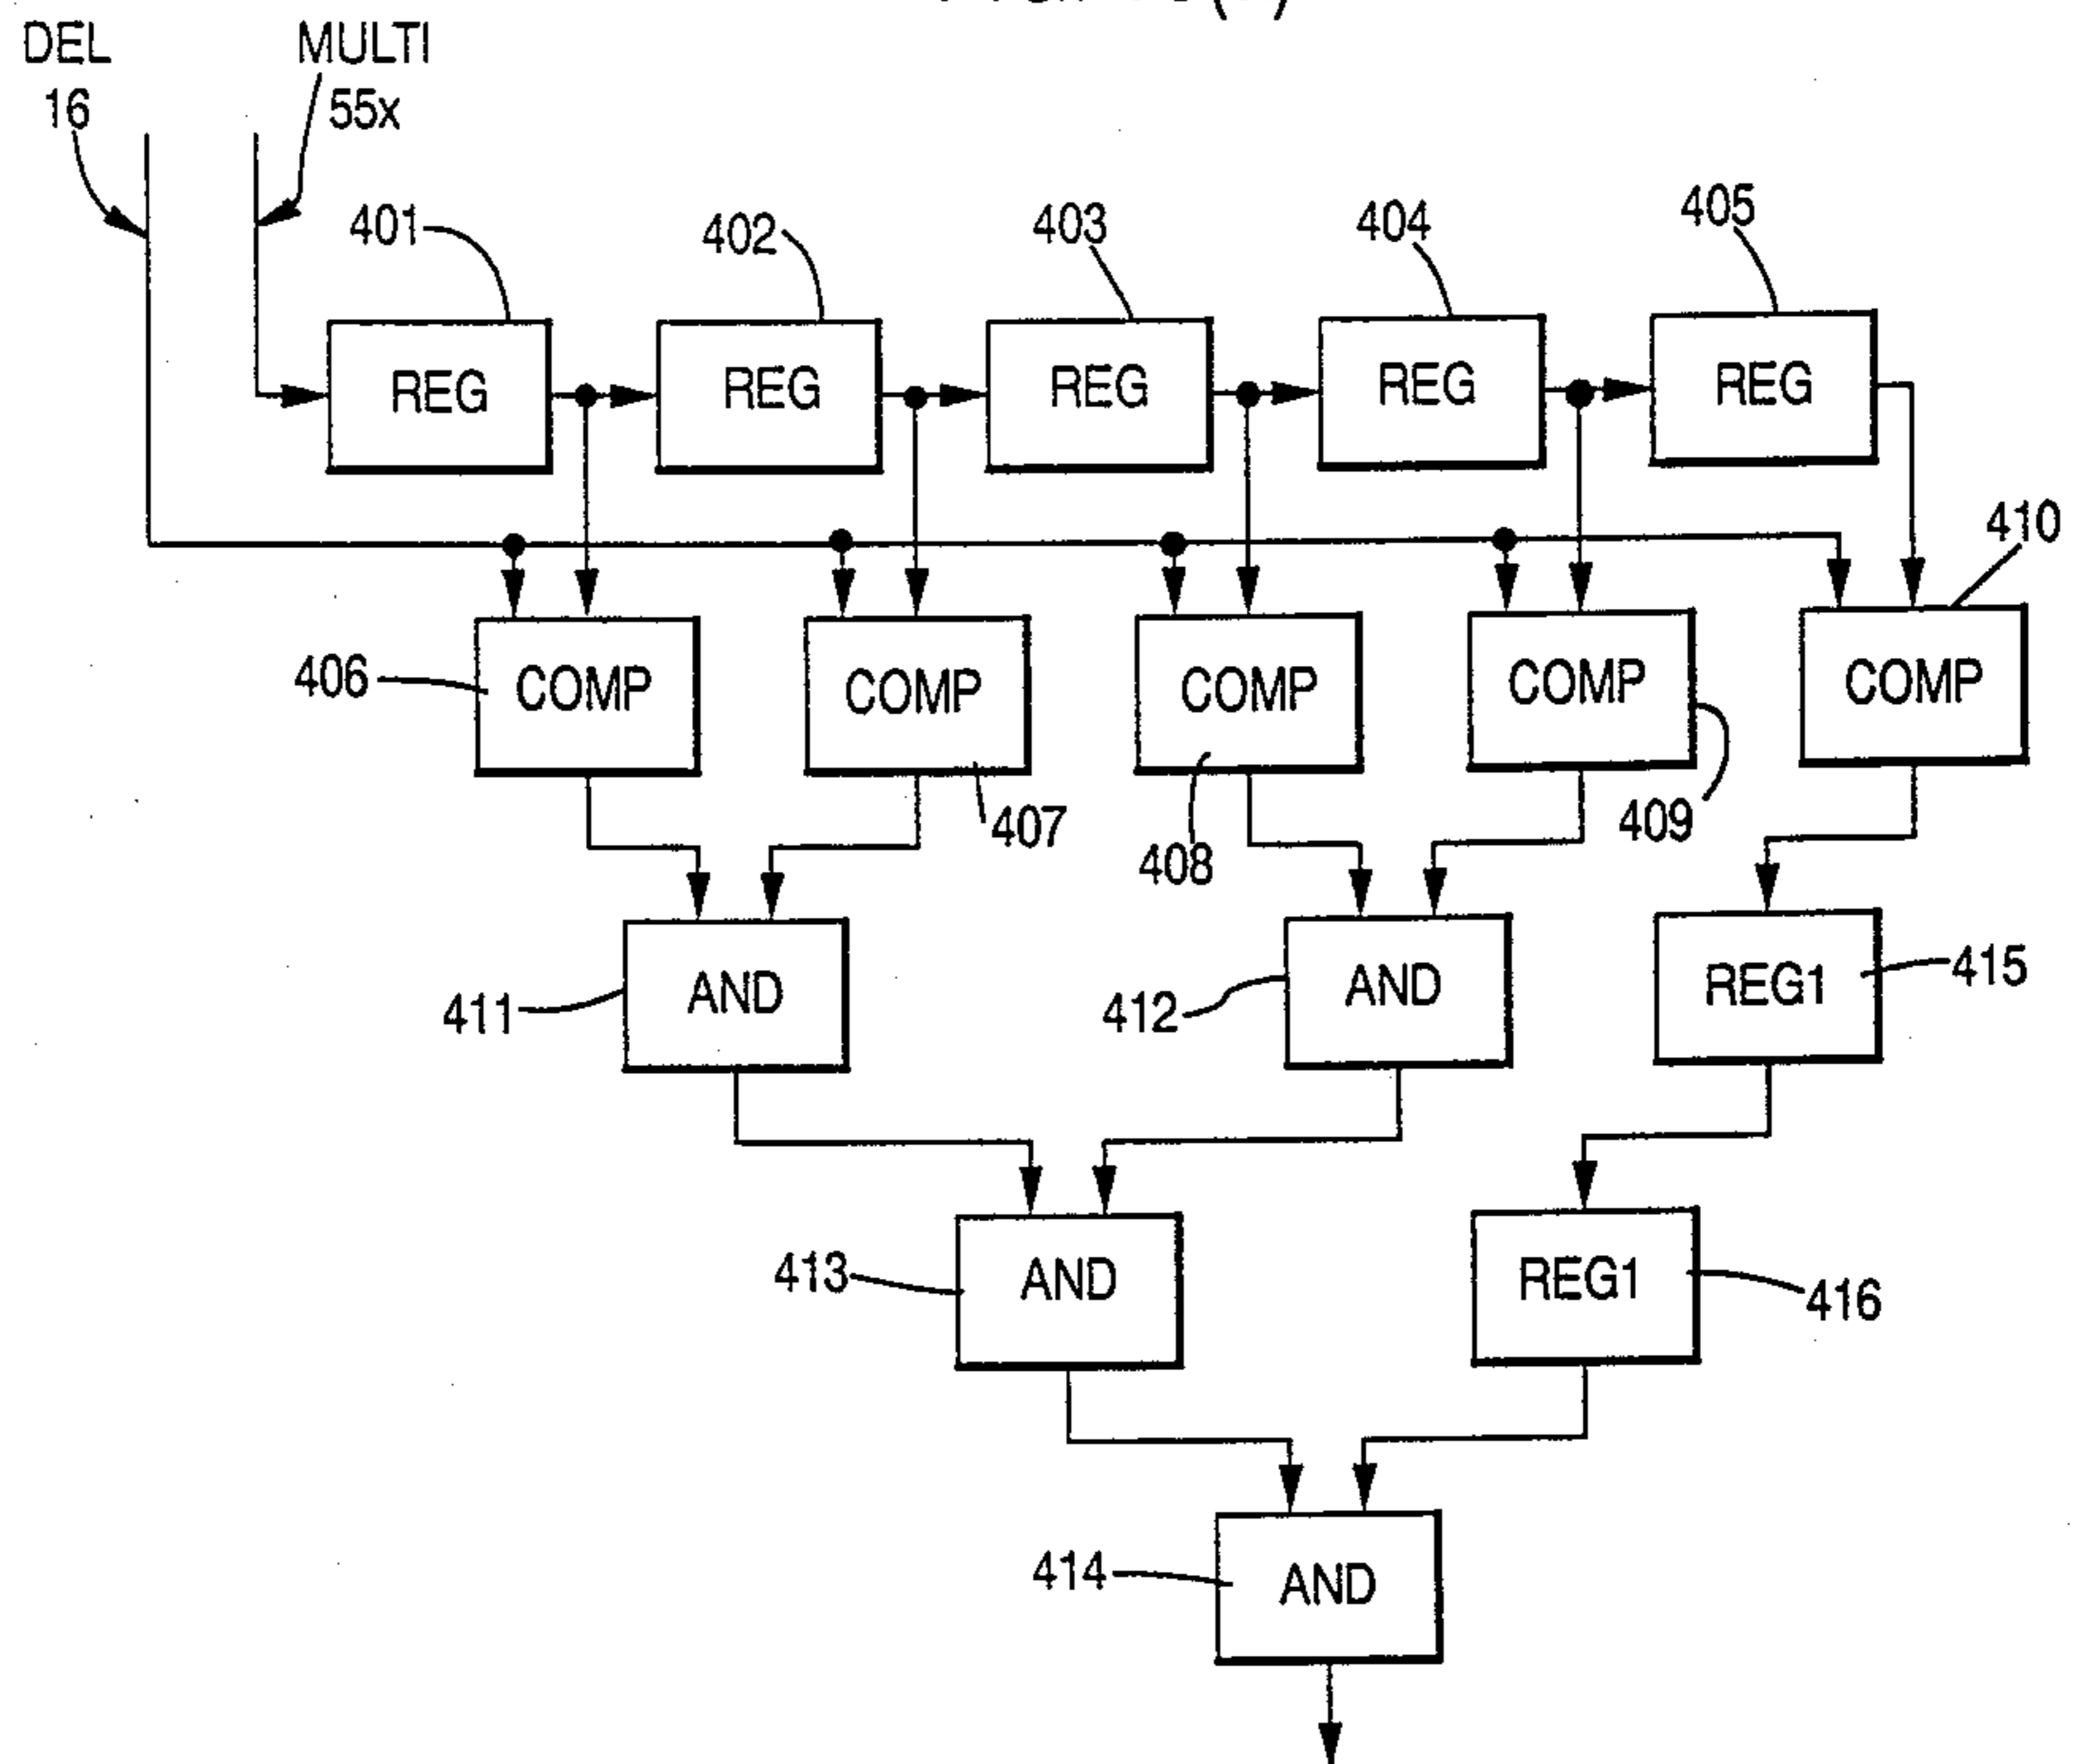 DEL
16
MULTI
55x
401
402
403
404
405
REG
REG
REG
REG
REG
410
406
COMP
COMP
COMP
COMP
COMP
407
408
409
411
AND
412
AND
REG1
415
413
AND
REG1
416
414
AND